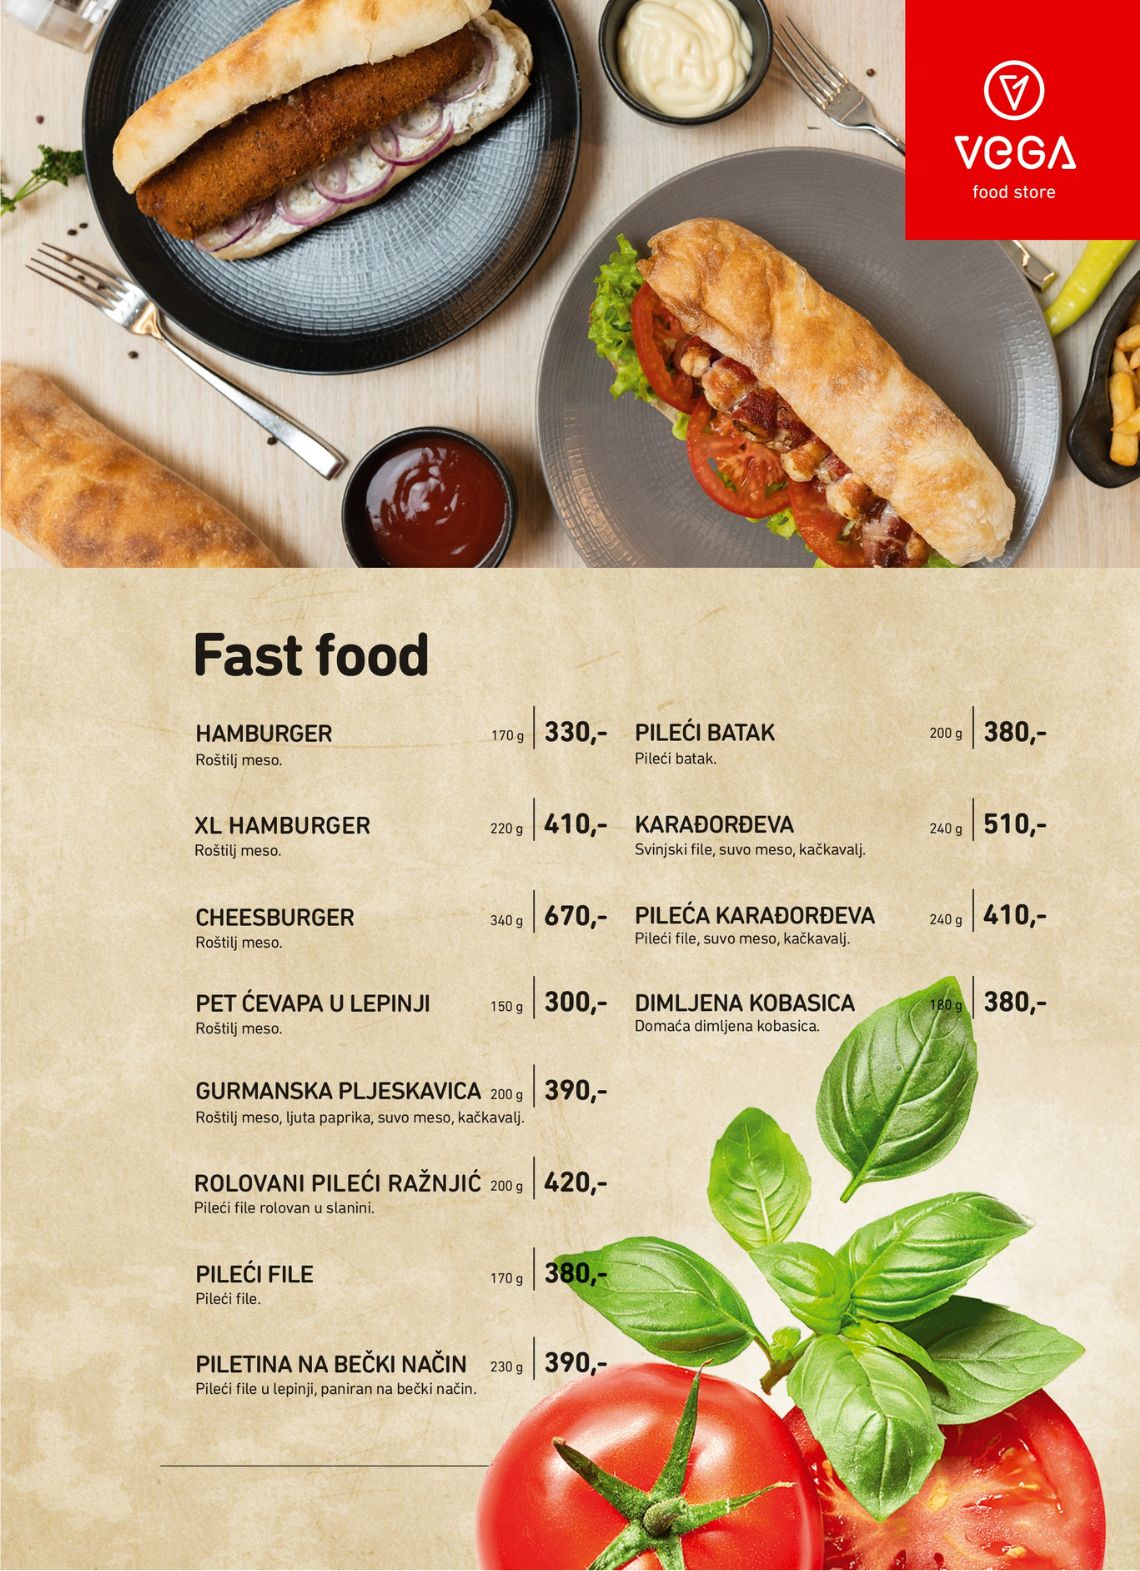 VEGA
food store
Fast food
HAMBURGER 170 g 330,-
Roštilj meso.
XL HAMBURGER 220 g 410,-
Roštilj meso.
CHEESBURGER 340 g 670,-
Roštilj meso.
PET ĆEVAPA U LEPINJI 150 g 300,-
Roštilj meso.
GURMANSKA PLJESKAVICA 200 g 390,-
Roštilj meso, ljuta paprika, suvo meso, kačkavalj.
ROLOVANI PILEĆI RAŽNJIĆ 200 g 420,-
Pileći file rolovan u slanini.
PILEĆI FILE 170 g 380,-
Pileći file.
PILETINA NA BEČKI NAČIN 230 g 390,-
Pileći file u lepinji, paniran na bečki način.
PILEĆI BATAK 200 g 380,-
Pileći batak.
KARAĐORĐEVA 240 g 510,-
Svinjski file, suvo meso, kačkavalj.
PILEĆA KARAĐORĐEVA 240 g 410,-
Pileći file, suvo meso, kačkavalj.
DIMLJENA KOBASICA 180 g 380,-
Domaća dimljena kobasica.